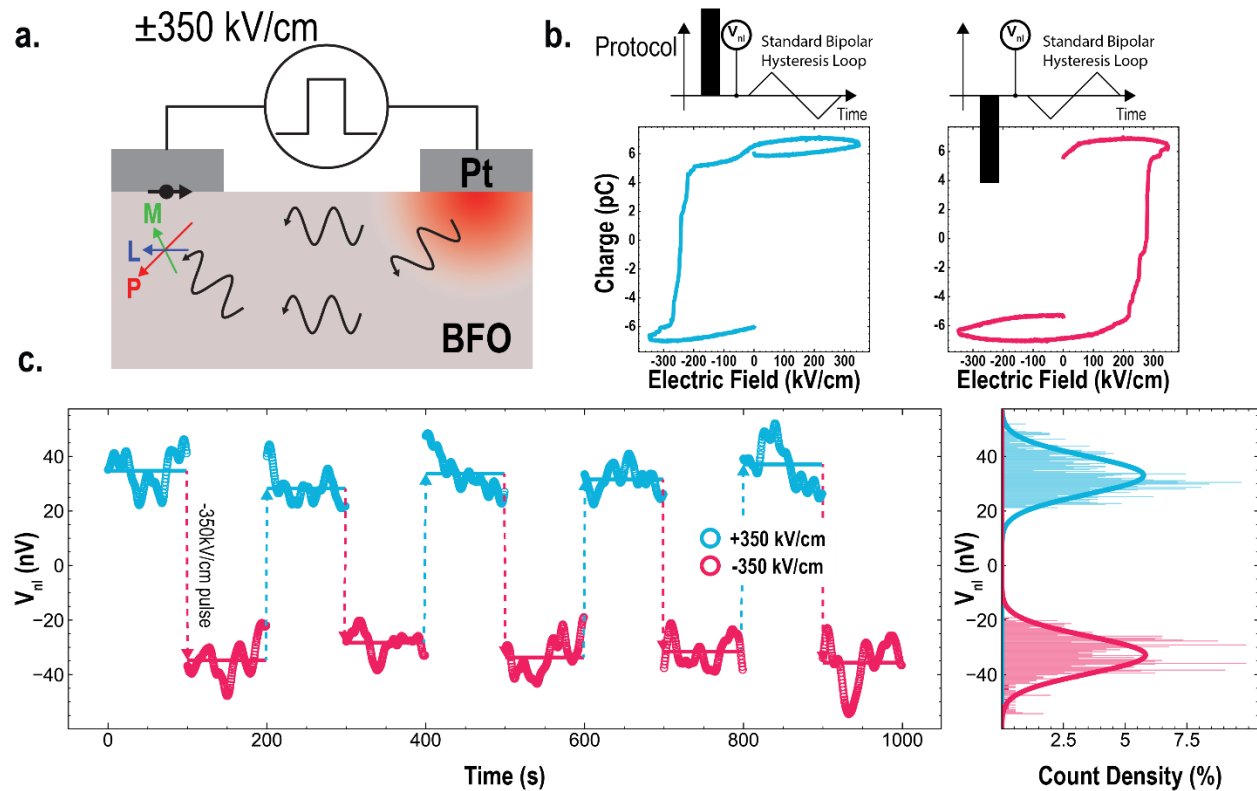 a.
±350 kV/cm
Pt
M
L
P
BFO
b.
Protocol
Vnl
Standard Bipolar
Hysteresis Loop
Time
Vnl
Standard Bipolar
Hysteresis Loop
Time
Charge (pC)
6
4
2
0
-2
-4
-6
-300 -200 -100 0 100 200 300
Electric Field (kV/cm)
6
4
2
0
-2
-4
-6
-300 -200 -100 0 100 200 300
Electric Field (kV/cm)
c.
Vnl (nV)
40
20
0
−20
−40
-350kV/cm pulse
+350 kV/cm
-350 kV/cm
0 200 400 600 800 1000
Time (s)
Vnl (nV)
40
20
0
−20
−40
2.5 5 7.5
Count Density (%)